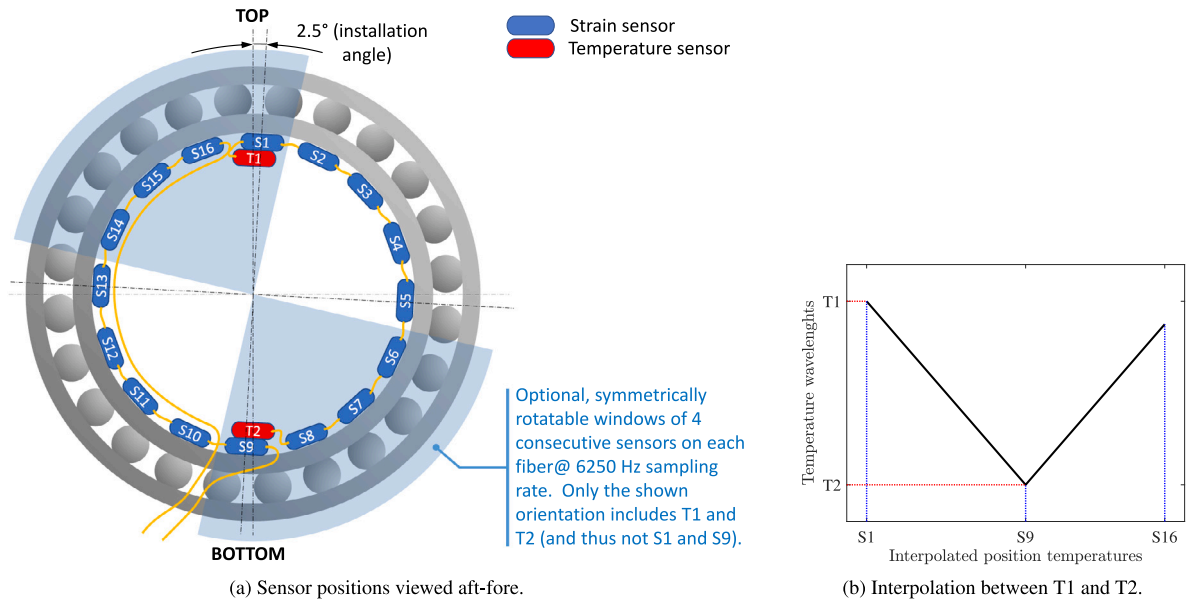 TOP
2.5° (installation
angle)
Strain sensor
Temperature sensor
S1
T1
S2
S3
S4
S5
S6
S7
S8
T2
S9
S10
S11
S12
S13
S14
S15
S16
Optional, symmetrically
rotatable windows of 4
consecutive sensors on each
fiber@ 6250 Hz sampling
rate. Only the shown
orientation includes T1 and
T2 (and thus not S1 and S9).
BOTTOM
(a) Sensor positions viewed aft-fore.
Temperature wavelenghts
T1
T2
S1 S9 S16
Interpolated position temperatures
(b) Interpolation between T1 and T2.